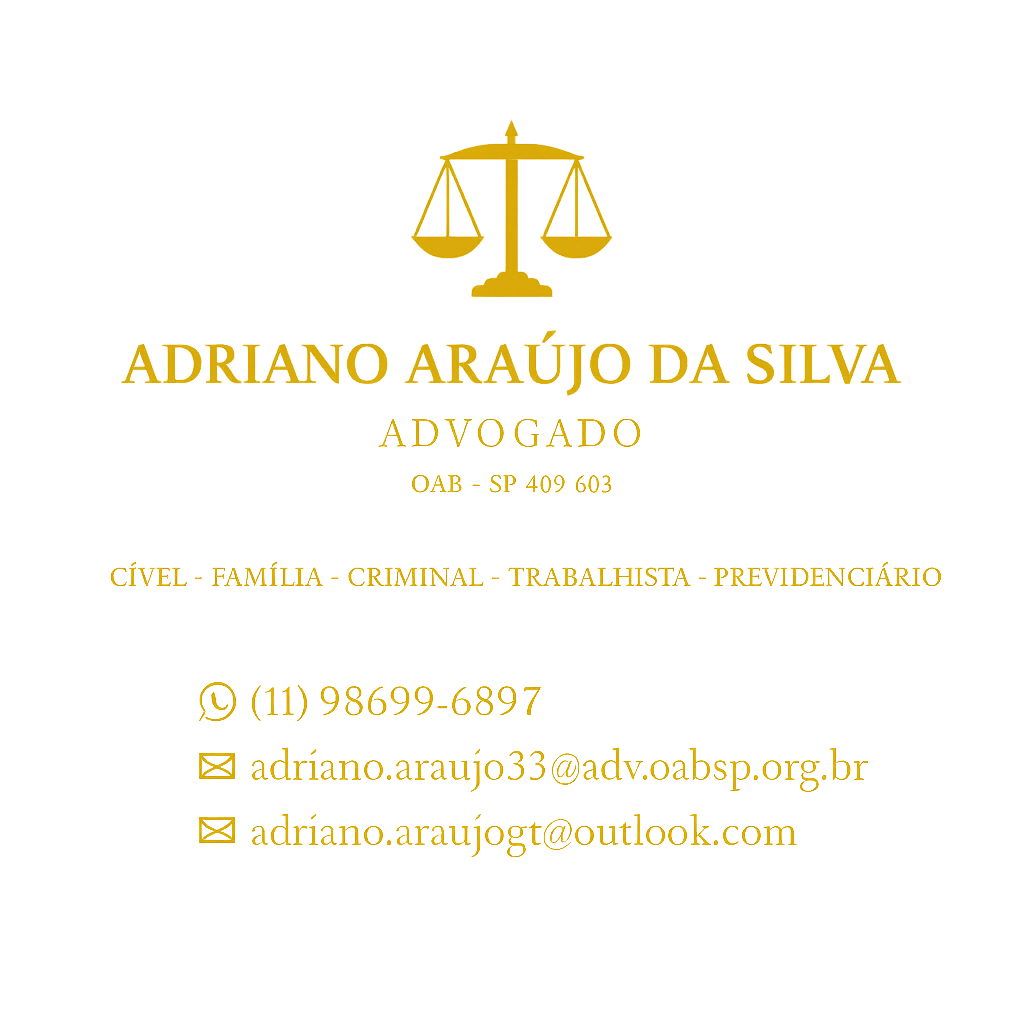 ADRIANO ARAÚJO DA SILVA
ADVOGADO
OAB - SP 409 603
CÍVEL - FAMÍLIA - CRIMINAL - TRABALHISTA - PREVIDENCIÁRIO
(11) 98699-6897
adriano.araujo33@adv.oabsp.org.br
adriano.araujogt@outlook.com